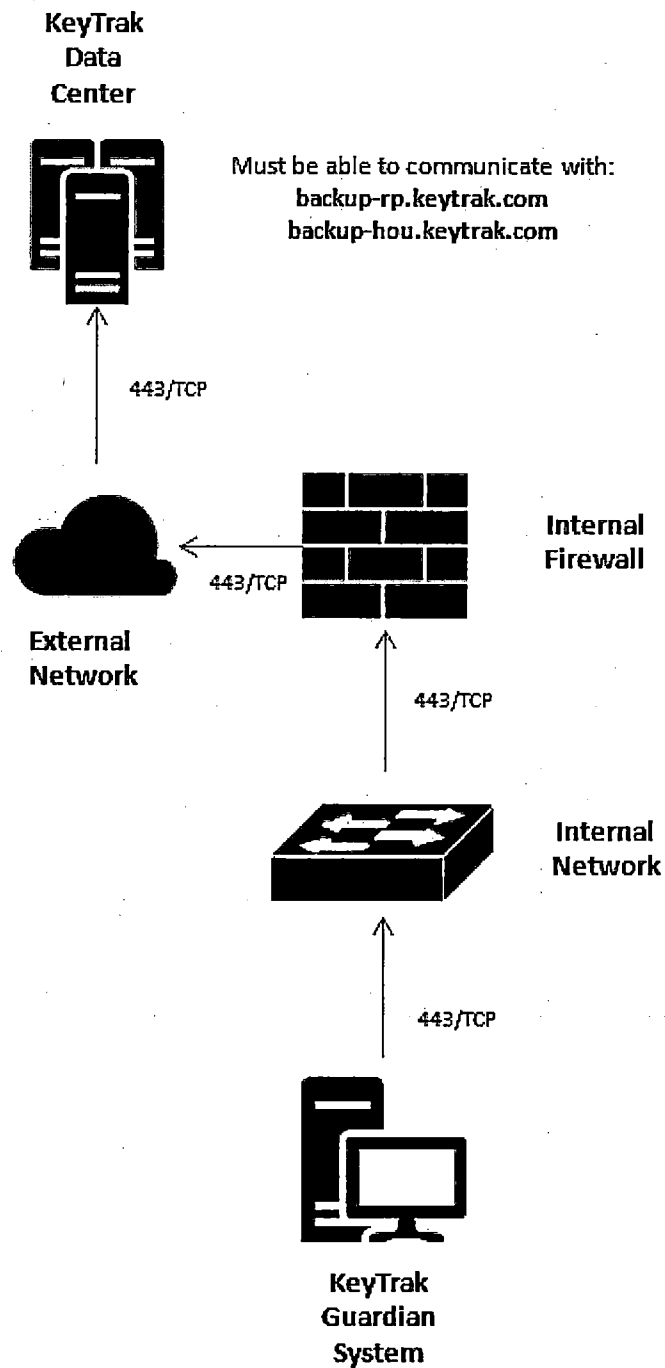 KeyTrak
Data
Center
Must be able to communicate with:
backup-rp.keytrak.com
backup-hou.keytrak.com
443/TCP
443/TCP
Internal
Firewall
External
Network
443/TCP
Internal
Network
443/TCP
KeyTrak
Guardian
System